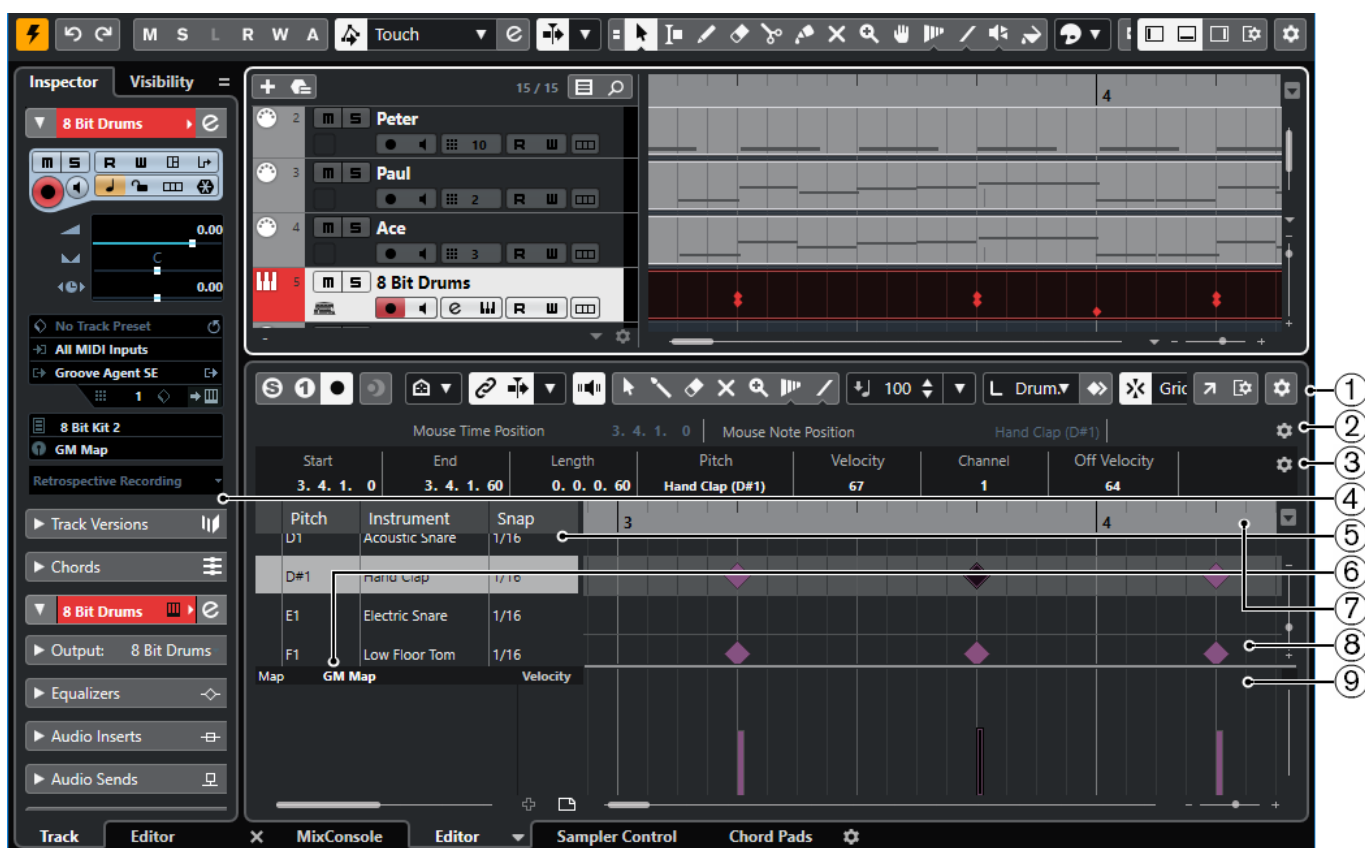 M S L R W A Touch
Inspector Visibility
15 / 15
4
8 Bit Drums
2 m S Peter
10 R W
m S R W
3 m S Paul
2 R W
0.00
4 m S Ace
C
3 R W
0.00
5 m S 8 Bit Drums
R W
No Track Preset
All MIDI Inputs
Groove Agent SE
1
S 1 100 L Drum. Gric 1
8 Bit Kit 2
Mouse Time Position 3. 4. 1. 0 Mouse Note Position Hand Clap (D#1) 2
GM Map
Start End Length Pitch Velocity Channel Off Velocity 3
Retrospective Recording
3. 4. 1. 0 3. 4. 1. 60 0. 0. 0. 60 Hand Clap (D#1) 67 1 64
4
Track Versions
Pitch Instrument Snap 3 4
D1 Acoustic Snare 1/16 5
Chords
D#1 Hand Clap 1/16 6
7
8 Bit Drums
E1 Electric Snare 1/16
Output: 8 Bit Drums
F1 Low Floor Tom 1/16 8
Map GM Map Velocity 9
Equalizers
Audio Inserts
Audio Sends
Track Editor MixConsole Editor Sampler Control Chord Pads